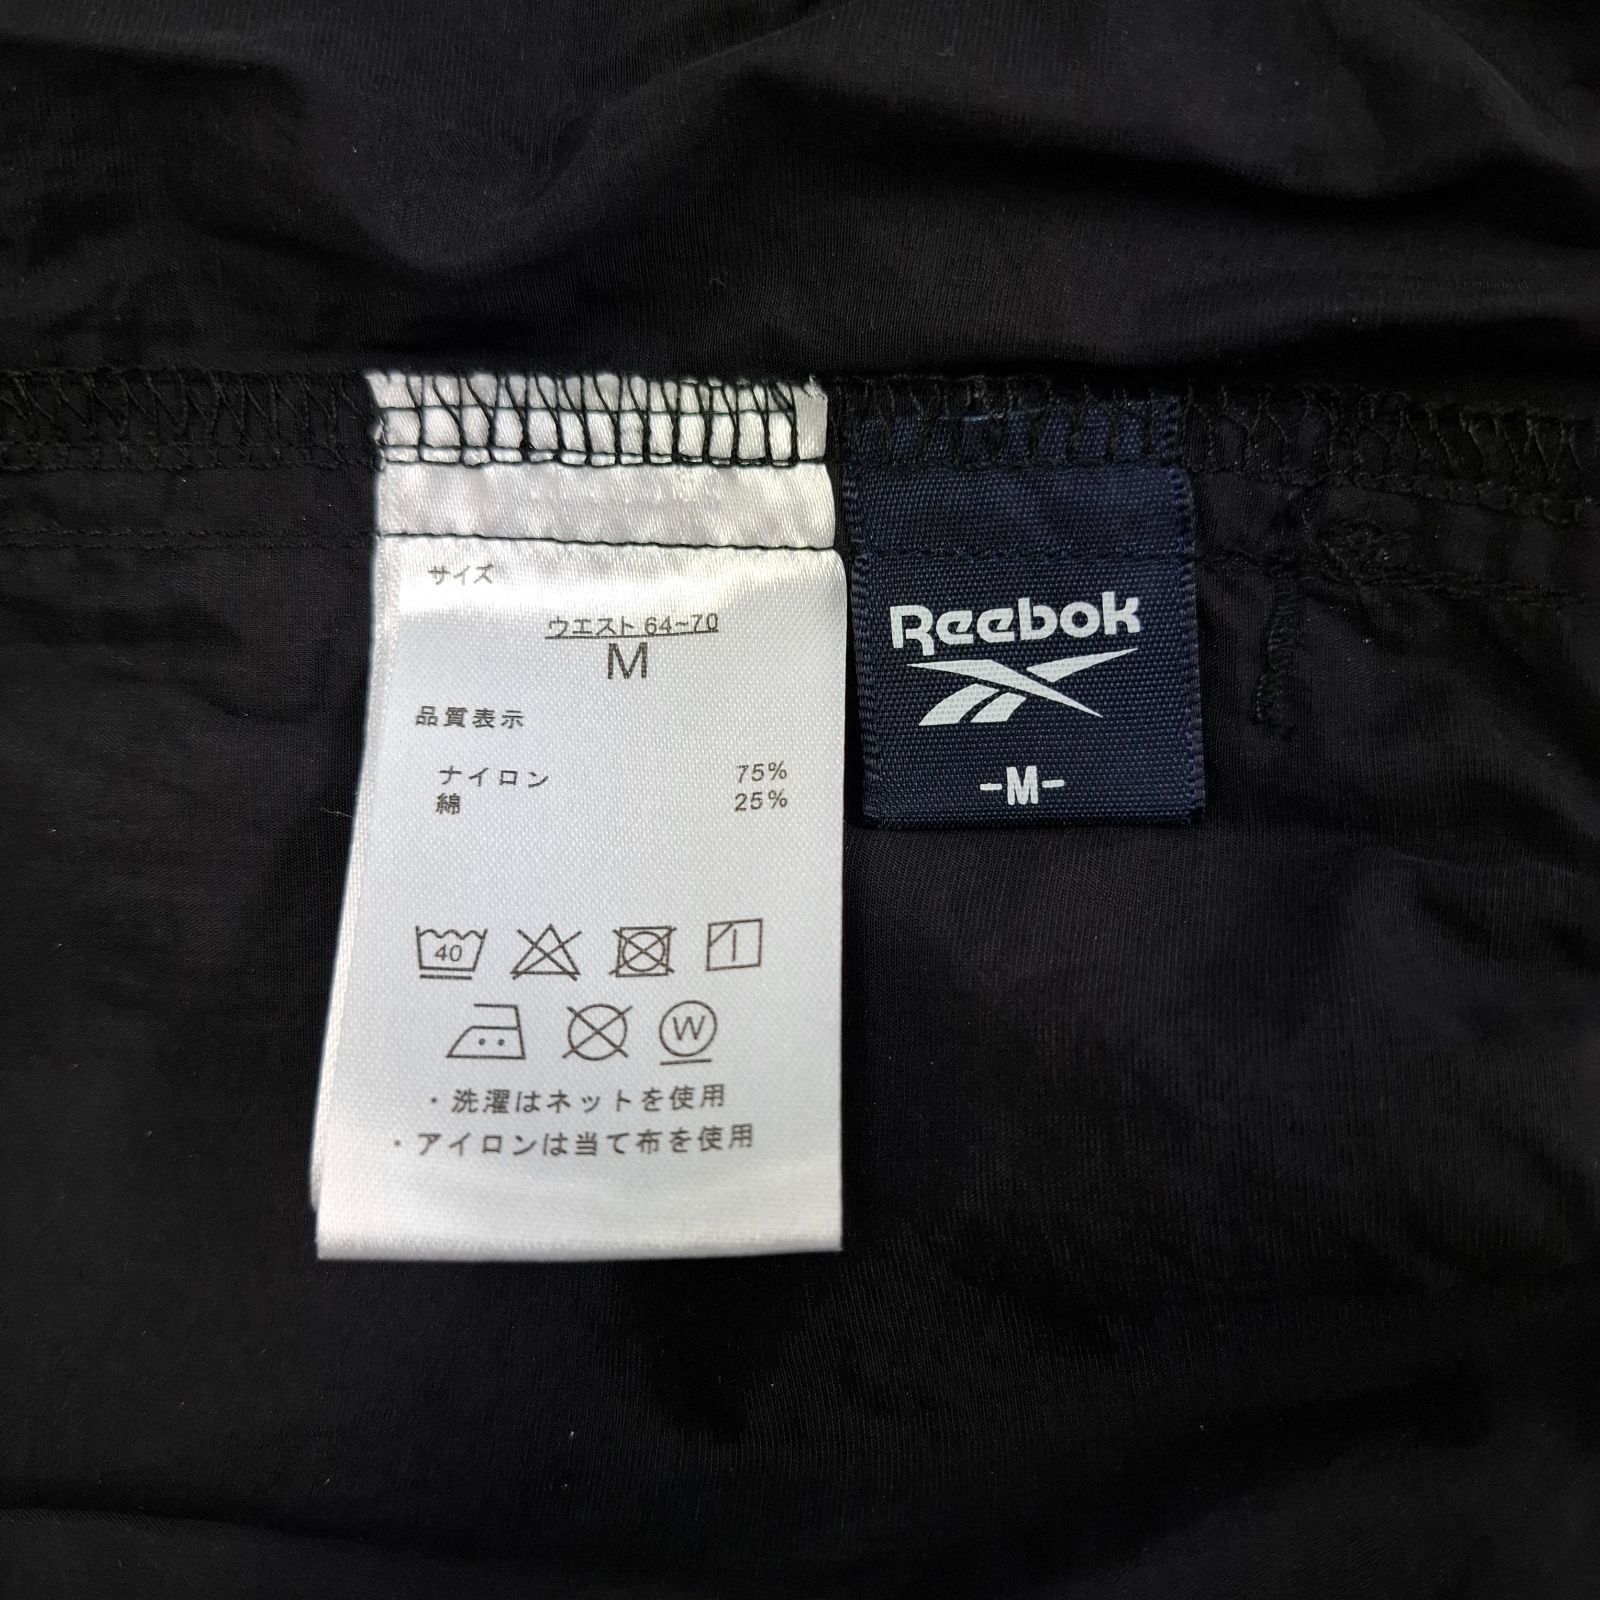 サイズ
ウエスト 64~70
M
品質表示
ナイロン 75%
綿 25%
40
W
・洗濯はネットを使用
・アイロンは当て布を使用
Reebok
-M-